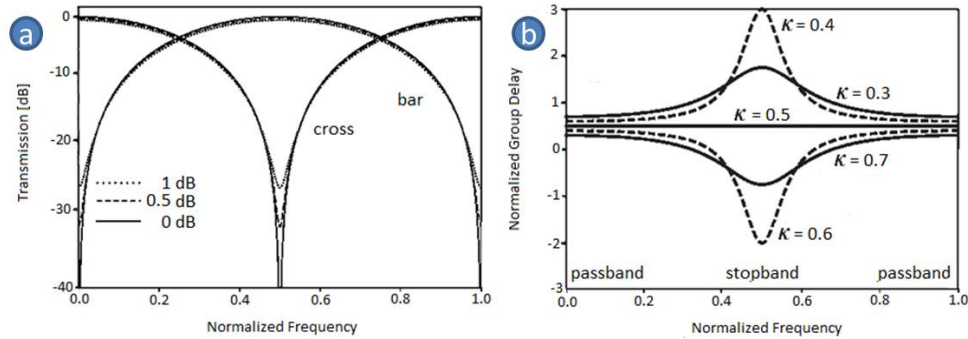 a
Transmission [dB]
0
-10
-20
-30
-40
bar
cross
1 dB
0.5 dB
0 dB
0.0
0.2
0.4
0.6
0.8
1.0
Normalized Frequency
b
Normalized Group Delay
3
2
1
0
-1
-2
-3
κ = 0.4
κ = 0.3
κ = 0.5
κ = 0.7
κ = 0.6
passband
stopband
passband
0.0
0.2
0.4
0.6
0.8
1.0
Normalized Frequency